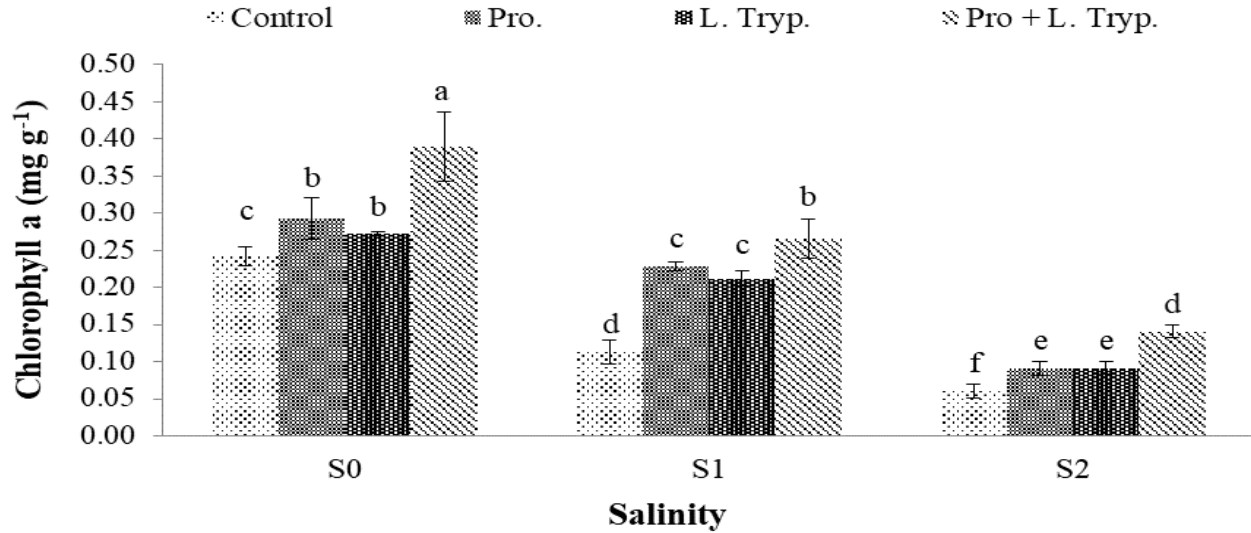 Control Pro. L. Tryp. Pro + L. Tryp.
Chlorophyll a (mg g-1)
0.50
0.45
0.40
0.35
0.30
0.25
0.20
0.15
0.10
0.05
0.00
c b b a
d c c b
f e e d
S0 S1 S2
Salinity